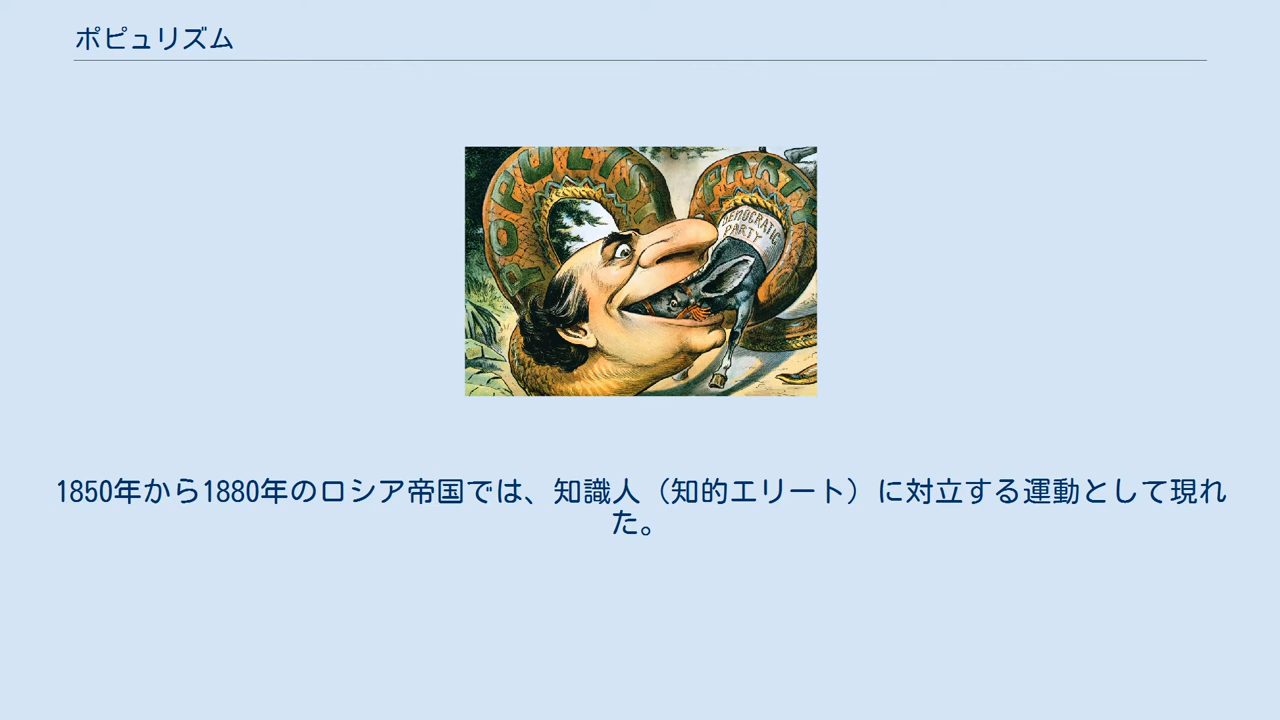 ポピュリズム
POPULIST
PARTY
DEMOCRATIC
PARTY
1850年から1880年のロシア帝国では、知識人（知的エリート）に対立する運動として現れ
た。